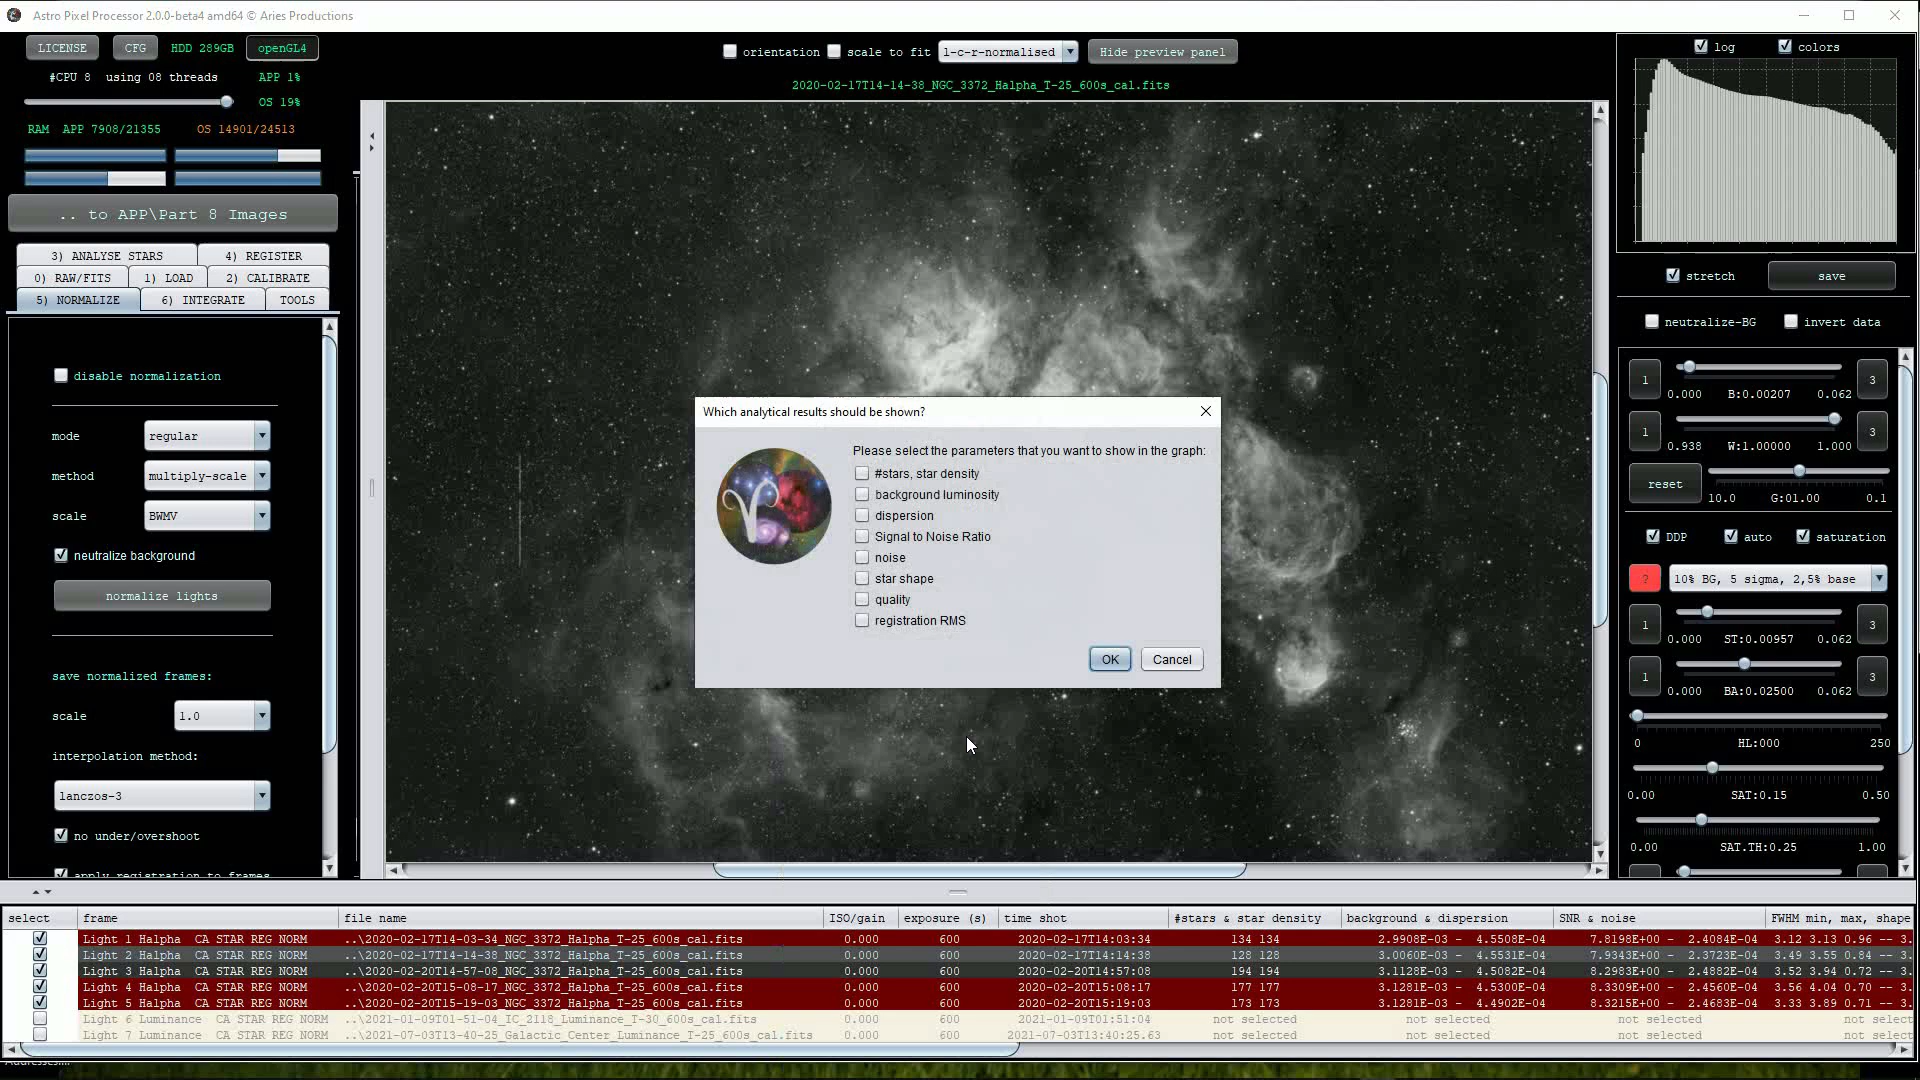 Astro Pixel Processor 2.0.0-beta4 amd64 © Aries Productions
LICENSE CFG HDD 289GB openGL4
#CPU 8 using 08 threads APP 1%
OS 19%
RAM APP 7908/21355 OS 14901/24513
.. to APP\Part 8 Images
3) ANALYSE STARS 4) REGISTER
0) RAW/FITS 1) LOAD 2) CALIBRATE
5) NORMALIZE 6) INTEGRATE TOOLS
disable normalization
mode regular
method multiply-scale
scale BWMV
neutralize background
normalize lights
save normalized frames:
scale 1.0
interpolation method:
lanczos-3
no under/overshoot
apply registration to frames
orientation scale to fit l-c-r-normalised Hide preview panel
2020-02-17T14-14-38_NGC_3372_Halpha_T-25_600s_cal.fits
Which analytical results should be shown?
Please select the parameters that you want to show in the graph:
#stars, star density
background luminosity
dispersion
Signal to Noise Ratio
noise
star shape
quality
registration RMS
OK Cancel
log colors
stretch save
neutralize-BG invert data
1 3
0.000 B:0.00207 0.062
1 3
0.938 W:1.00000 1.000
reset
10.0 G:01.00 0.1
DDP auto saturation
? 10% BG, 5 sigma, 2,5% base
1 3
0.000 ST:0.00957 0.062
1 3
0.000 BA:0.02500 0.062
0 HL:000 250
0.00 SAT:0.15 0.50
0.00 SAT.TH:0.25 1.00
select frame file name ISO/gain exposure (s) time shot #stars & star density background & dispersion SNR & noise FWHM min, max, shape
Light 1 Halpha CA STAR REG NORM ..\2020-02-17T14-03-34_NGC_3372_Halpha_T-25_600s_cal.fits 0.000 600 2020-02-17T14:03:34 134 134 2.9908E-03 - 4.5508E-04 7.8198E+00 - 2.4084E-04 3.12 3.13 0.96 -- 3.
Light 2 Halpha CA STAR REG NORM ..\2020-02-17T14-14-38_NGC_3372_Halpha_T-25_600s_cal.fits 0.000 600 2020-02-17T14:14:38 128 128 3.0060E-03 - 4.5531E-04 7.9343E+00 - 2.3723E-04 3.49 3.55 0.84 -- 3.
Light 3 Halpha CA STAR REG NORM ..\2020-02-20T14-57-08_NGC_3372_Halpha_T-25_600s_cal.fits 0.000 600 2020-02-20T14:57:08 194 194 3.1128E-03 - 4.5082E-04 8.2983E+00 - 2.4882E-04 3.52 3.94 0.72 -- 3.
Light 4 Halpha CA STAR REG NORM ..\2020-02-20T15-08-17_NGC_3372_Halpha_T-25_600s_cal.fits 0.000 600 2020-02-20T15:08:17 177 177 3.1281E-03 - 4.5300E-04 8.3309E+00 - 2.4560E-04 3.56 4.04 0.70 -- 3.
Light 5 Halpha CA STAR REG NORM ..\2020-02-20T15-19-03_NGC_3372_Halpha_T-25_600s_cal.fits 0.000 600 2020-02-20T15:19:03 173 173 3.1281E-03 - 4.4902E-04 8.3215E+00 - 2.4683E-04 3.33 3.89 0.71 -- 3.
Light 6 Luminance CA STAR REG NORM ..\2021-01-09T01-51-04_IC_2118_Luminance_T-30_600s_cal.fits 0.000 600 2021-01-09T01:51:04 not selected not selected not selected not selec
Light 7 Luminance CA STAR REG NORM ..\2021-07-03T13-40-25_Galactic_Center_Luminance_T-25_600s_cal.fits 0.000 600 2021-07-03T13:40:25.63 not selected not selected not selected not selec